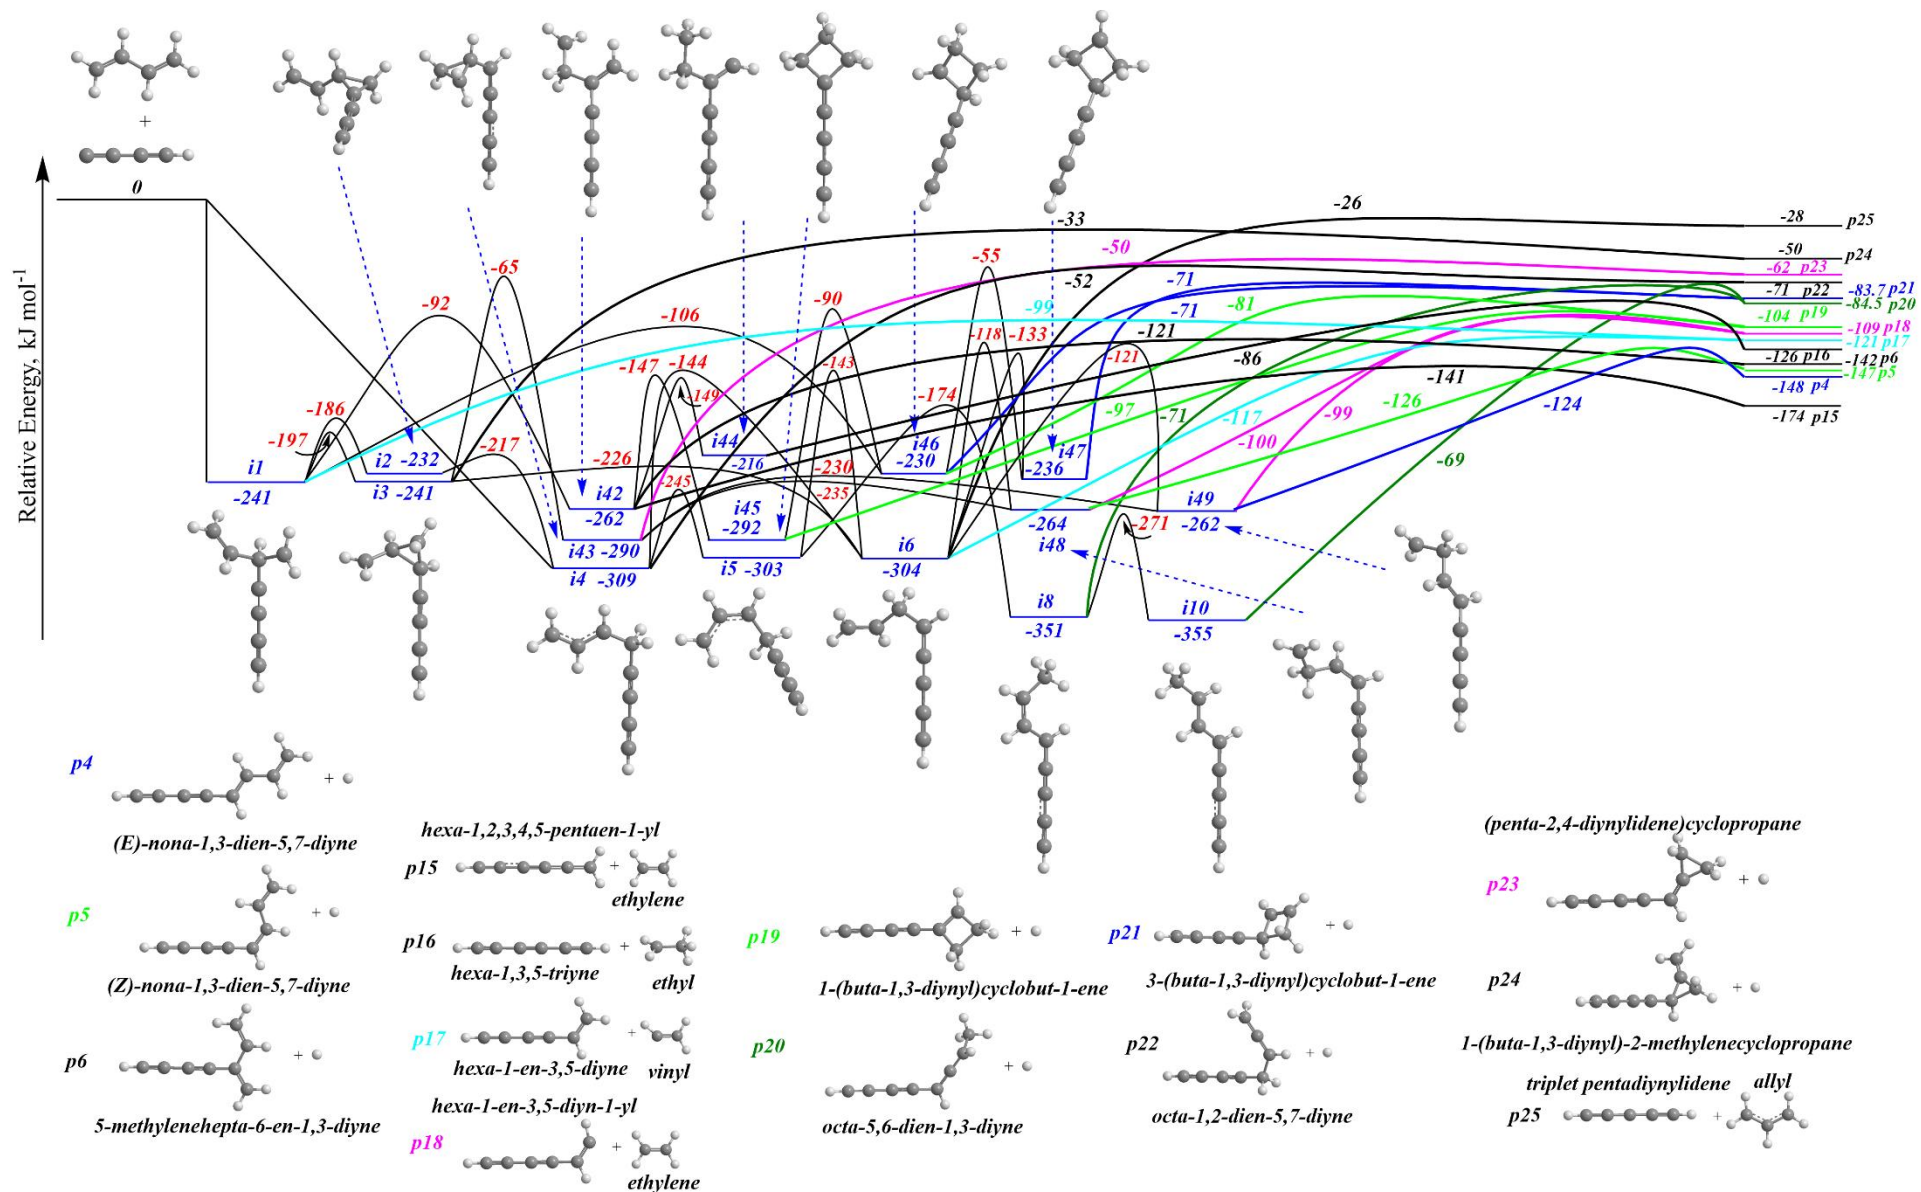 +
0
Relative Energy, kJ mol-1
-26
-28 p25
-33
-50 p24
-50
-62 p23
-65
-55
-52
-71
-71 p22
-83.7 p21
-84.5 p20
-92
-90
-81
-71
-104 p19
-99
-109 p18
-106
-118
-133
-121
-121 p17
-121
-126 p16
-142 p6
-86
-147
-144
-143
-141
-147 p5
-148 p4
-149
-174
-97
-71
-126
-99
-124
-174 p15
-186
-197
-117
-100
-69
i44
-216
i46
-230
i47
-236
i2 -232
-217
-226
-230
i1
-241
i3 -241
-245
-235
i42
-262
i45
-292
-264
i48
-271
i49
-262
i43 -290
i4 -309
i5 -303
i6
-304
i8
-351
i10
-355
p4
+
(E)-nona-1,3-dien-5,7-diyne
p5
+
(Z)-nona-1,3-dien-5,7-diyne
p6
+
5-methylenehepta-6-en-1,3-diyne
hexa-1,2,3,4,5-pentaen-1-yl
p15
+
ethylene
p16
+
hexa-1,3,5-triyne
ethyl
p17
+
hexa-1-en-3,5-diyne
vinyl
hexa-1-en-3,5-diyn-1-yl
p18
+
ethylene
p19
+
1-(buta-1,3-diynyl)cyclobut-1-ene
p20
+
octa-5,6-dien-1,3-diyne
p21
+
3-(buta-1,3-diynyl)cyclobut-1-ene
p22
+
octa-1,2-dien-5,7-diyne
(penta-2,4-diynylidene)cyclopropane
p23
+
p24
+
1-(buta-1,3-diynyl)-2-methylenecyclopropane
triplet pentadiynylidene
allyl
p25
+